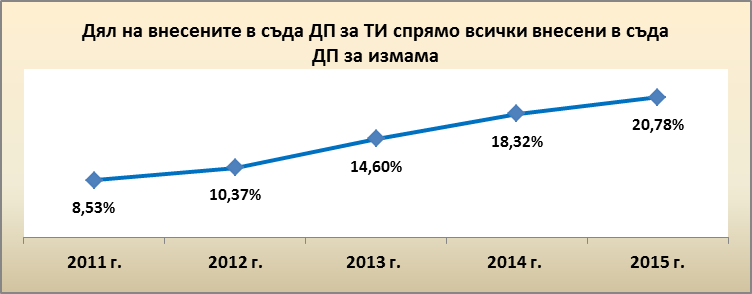 Дял на внесените в съда ДП за ТИ спрямо всички внесени в съда
ДП за измама
20,78%
18,32%
14,60%
10,37%
8,53%
2011 г. 2012 г. 2013 г. 2014 г. 2015 г.